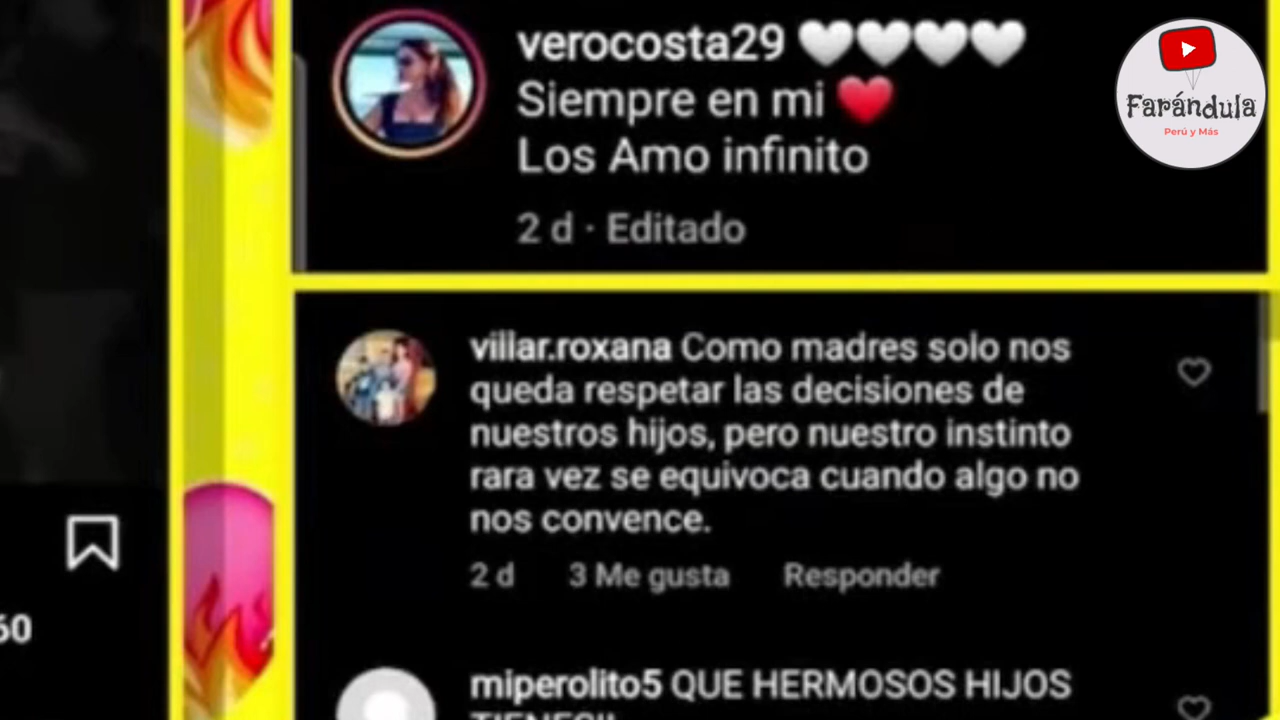 verocosta29 🤍🤍🤍🤍
Siempre en mi ❤️
Los Amo infinito
2 d · Editado
Farándula
Perú y Más
villar.roxana Como madres solo nos
queda respetar las decisiones de
nuestros hijos, pero nuestro instinto
rara vez se equivoca cuando algo no
nos convence.
2 d 3 Me gusta Responder
60
miperolito5 QUE HERMOSOS HIJOS